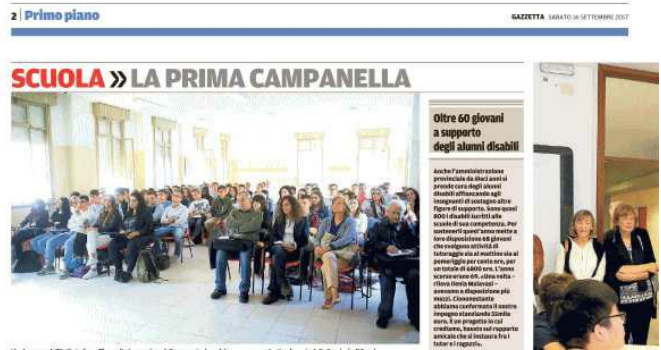 2 Primo piano
GAZZETTA SABATO 16 SETTEMBRE 2017
SCUOLA » LA PRIMA CAMPANELLA
Oltre 60 giovani
a supporto
degli alunni disabili
Anche l'amministrazione
provinciale da dieci anni si
prende cura degli alunni
disabili affiancando agli
insegnanti di sostegno altre
figure di supporto. Sono quasi
800 i disabili iscritti alle
scuole di sua competenza. Per
sostenerli quest'anno mette a
loro disposizione 68 giovani
che svolgono attività di
tutoraggio sia al mattino sia al
pomeriggio per cento ore, per
un totale di 6800 ore. L'anno
scorso erano 69. «Una volta -
rileva Ilenia Malavasi -
avevamo a disposizione più
mezzi. Ciononostante
abbiamo confermato il nostro
impegno stanziando
euro. È un progetto in cui
crediamo, basato sul rapporto
amicale che si instaura fra i
tutor e i ragazzi».